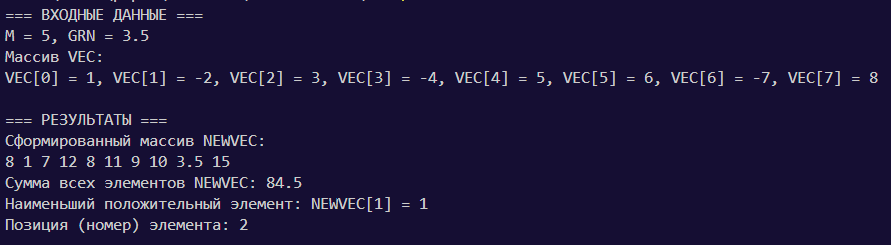 === ВХОДНЫЕ ДАННЫЕ ===
M = 5, GRN = 3.5
Массив VEC:
VEC[0] = 1, VEC[1] = -2, VEC[2] = 3, VEC[3] = -4, VEC[4] = 5, VEC[5] = 6, VEC[6] = -7, VEC[7] = 8
=== РЕЗУЛЬТАТЫ ===
Сформированный массив NEWVEC:
8 1 7 12 8 11 9 10 3.5 15
Сумма всех элементов NEWVEC: 84.5
Наименьший положительный элемент: NEWVEC[1] = 1
Позиция (номер) элемента: 2